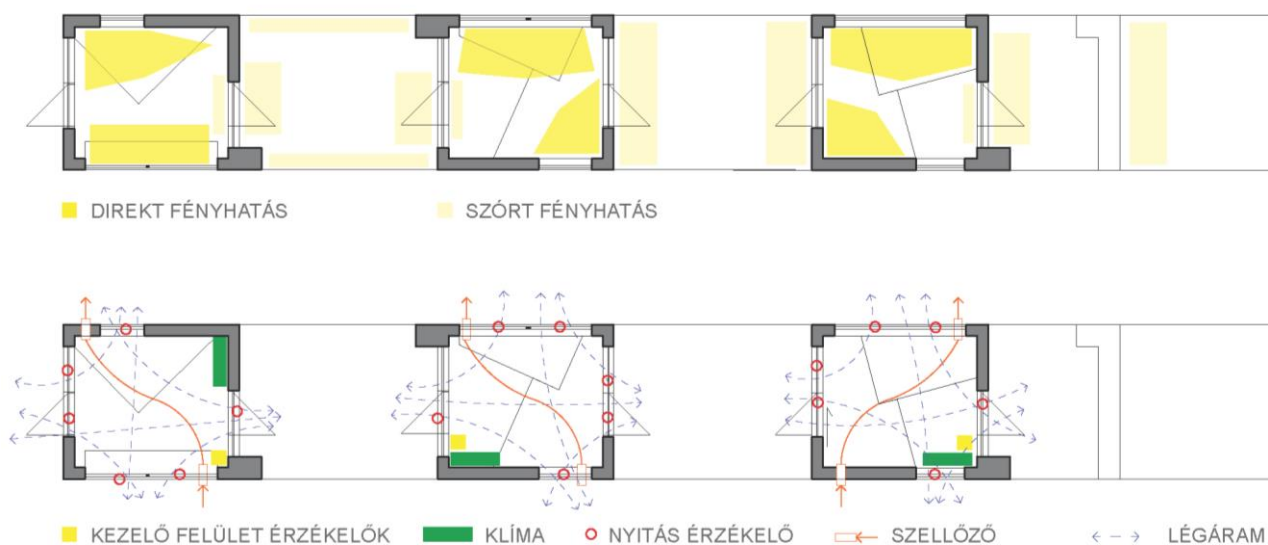 DIREKT FÉNYHATÁS SZÓRT FÉNYHATÁS
KEZELŐ FELÜLET ÉRZÉKELŐK KLÍMA NYITÁS ÉRZÉKELŐ SZELLŐZŐ LÉGÁRAM